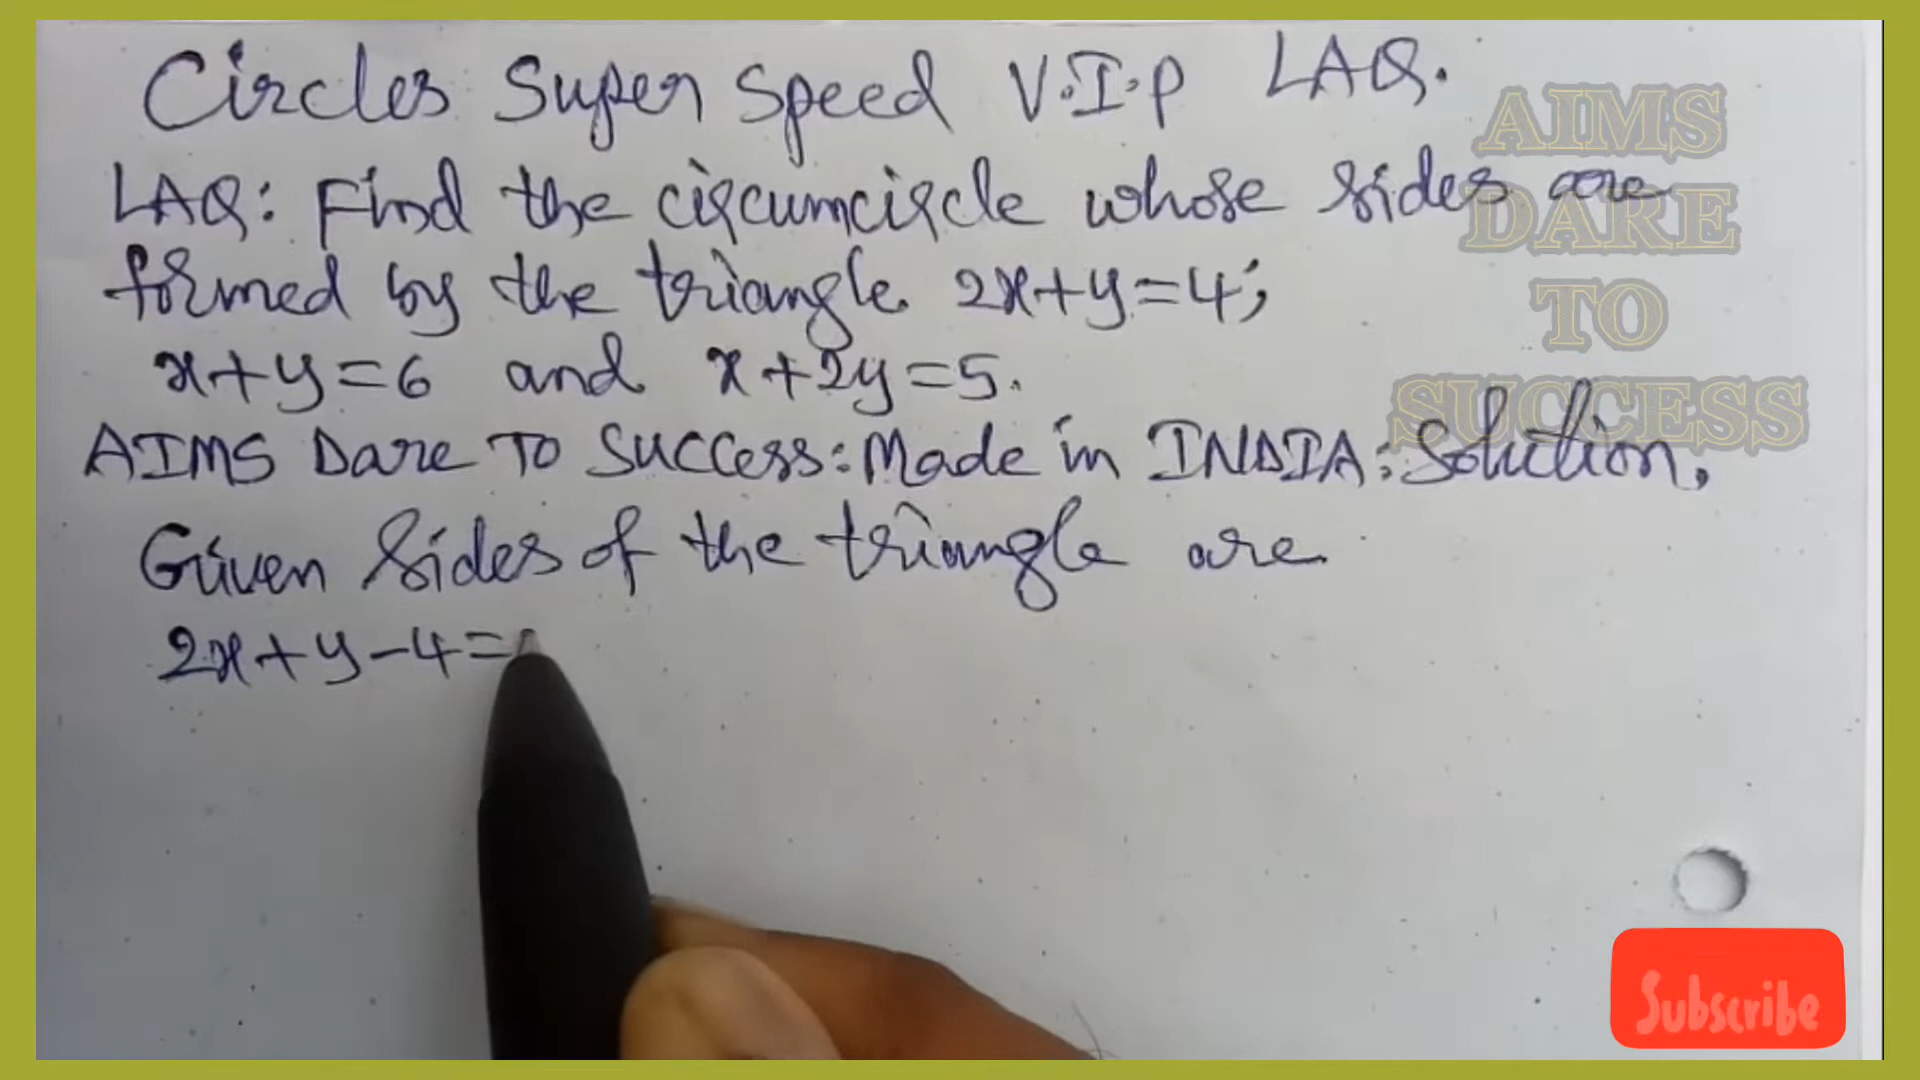 Circles Super Speed V.I.P LAQ.
LAQ: Find the circumcircle whose sides are
formed by the triangle 2x+y=4;
x+y=6 and x+2y=5.
AIMS Dare To Success: Made in INDIA: Solution.
Given sides of the triangle are
2x+y-4=
AIMS
DARE
TO
SUCCESS
Subscribe